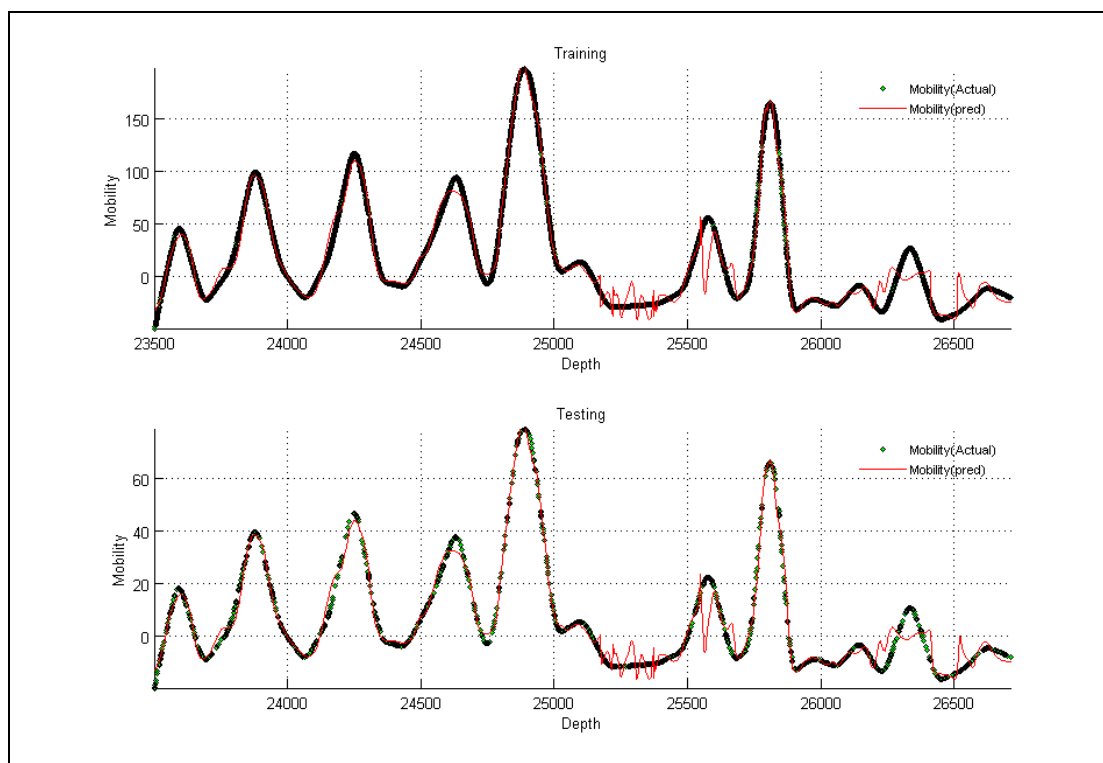 Training
Mobility(Actual)
Mobility(pred)
150
100
50
0
Mobility
23500 24000 24500 25000 25500 26000 26500
Depth
Testing
Mobility(Actual)
Mobility(pred)
60
40
20
0
Mobility
24000 24500 25000 25500 26000 26500
Depth